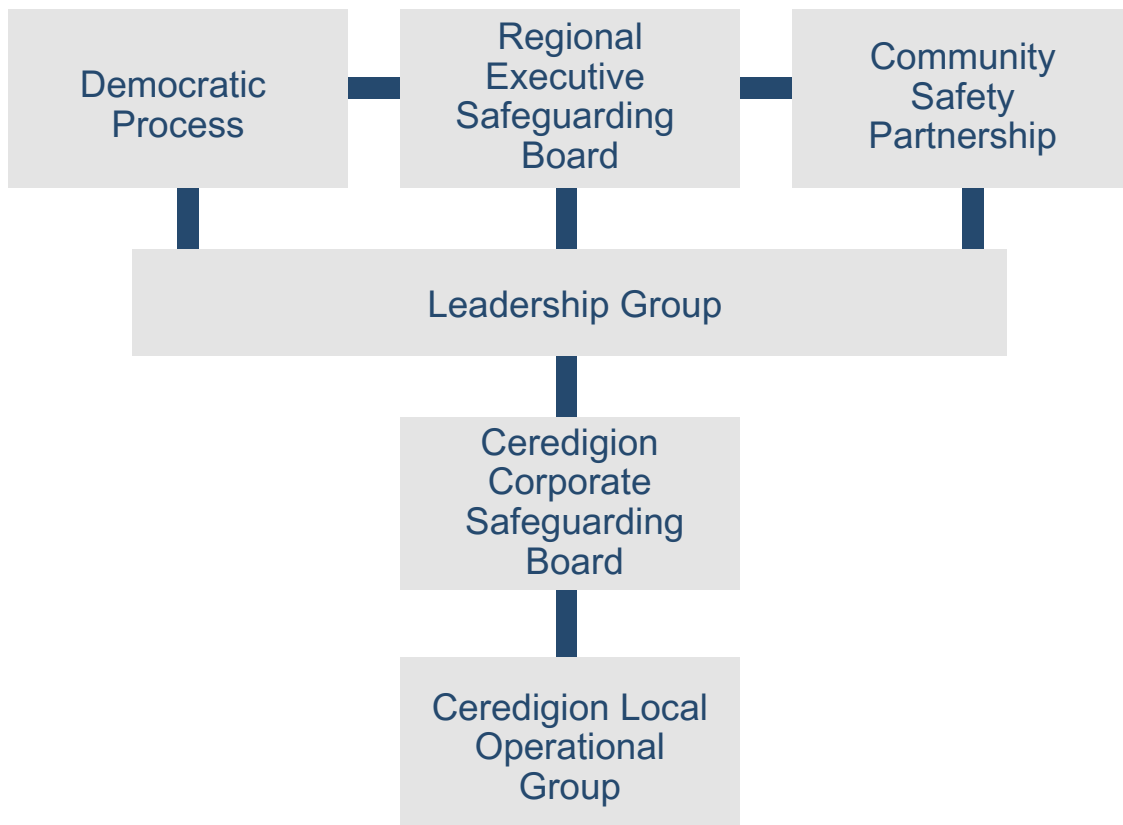 Democratic
Process
Regional
Executive
Safeguarding
Board
Community
Safety
Partnership
Leadership Group
Ceredigion
Corporate
Safeguarding
Board
Ceredigion Local
Operational
Group